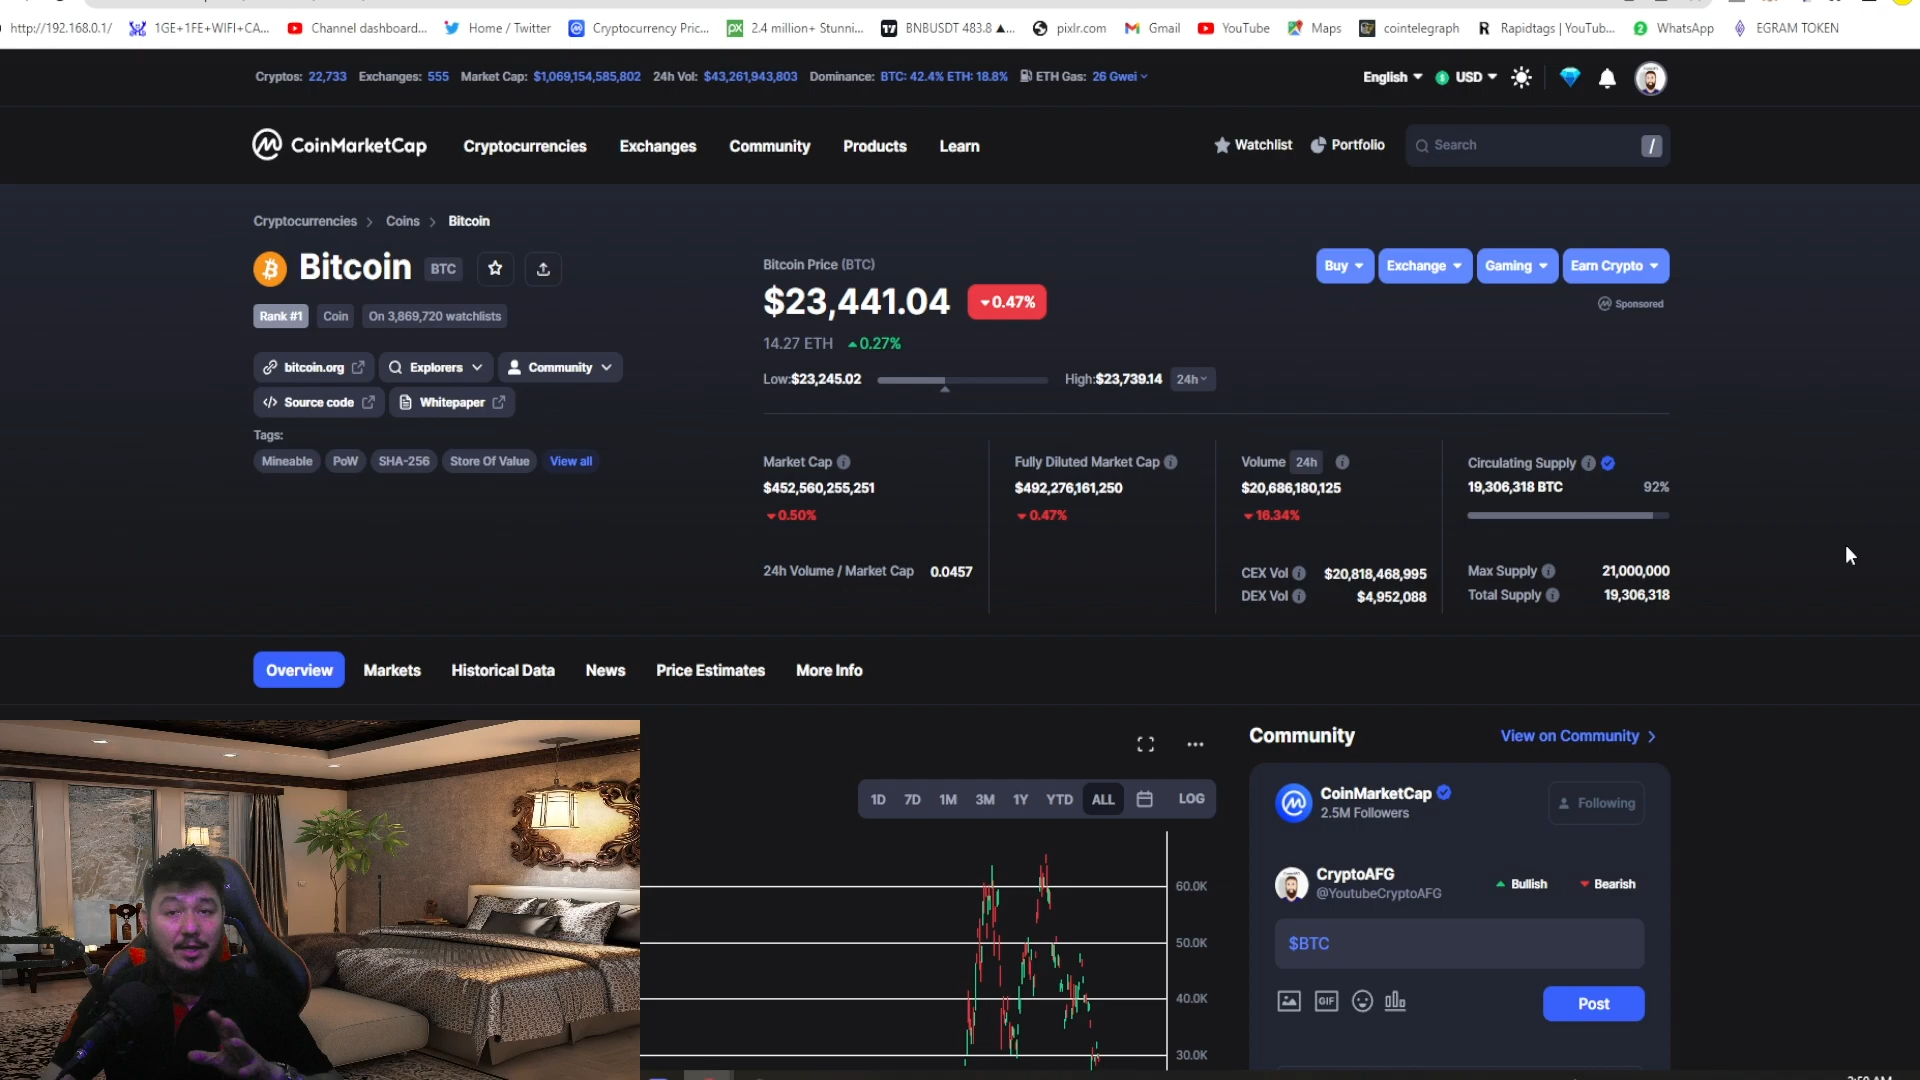 http://192.168.0.1/ 1GE+1FE+WIFI+CA... Channel dashboard... Home / Twitter Cryptocurrency Pric... 2.4 million+ Stunni... BNBUSDT 483.8 ▲... pixlr.com Gmail YouTube Maps cointelegraph Rapidtags | YouTub... WhatsApp EGRAM TOKEN
Cryptos: 22,733 Exchanges: 555 Market Cap: $1,069,154,585,802 24h Vol: $43,261,943,803 Dominance: BTC: 42.4% ETH: 18.8% ETH Gas: 26 Gwei English USD
CoinMarketCap Cryptocurrencies Exchanges Community Products Learn Watchlist Portfolio Search /
Cryptocurrencies > Coins > Bitcoin
Bitcoin BTC
Rank #1 Coin On 3,869,720 watchlists
bitcoin.org Explorers Community
Source code Whitepaper
Tags:
Mineable PoW SHA-256 Store Of Value View all
Bitcoin Price (BTC)
$23,441.04 0.47%
14.27 ETH 0.27%
Low:$23,245.02 High:$23,739.14 24h
Buy Exchange Gaming Earn Crypto
Sponsored
Market Cap
$452,560,255,251
0.50%
24h Volume / Market Cap 0.0457
Fully Diluted Market Cap
$492,276,161,250
0.47%
Volume 24h
$20,686,180,125
16.34%
CEX Vol $20,818,468,995
DEX Vol $4,952,088
Circulating Supply
19,306,318 BTC 92%
Max Supply 21,000,000
Total Supply 19,306,318
Overview Markets Historical Data News Price Estimates More Info
1D 7D 1M 3M 1Y YTD ALL LOG
60.0K
50.0K
40.0K
30.0K
Community View on Community >
CoinMarketCap
2.5M Followers
Following
CryptoAFG
@YoutubeCryptoAFG
Bullish Bearish
$BTC
GIF Post